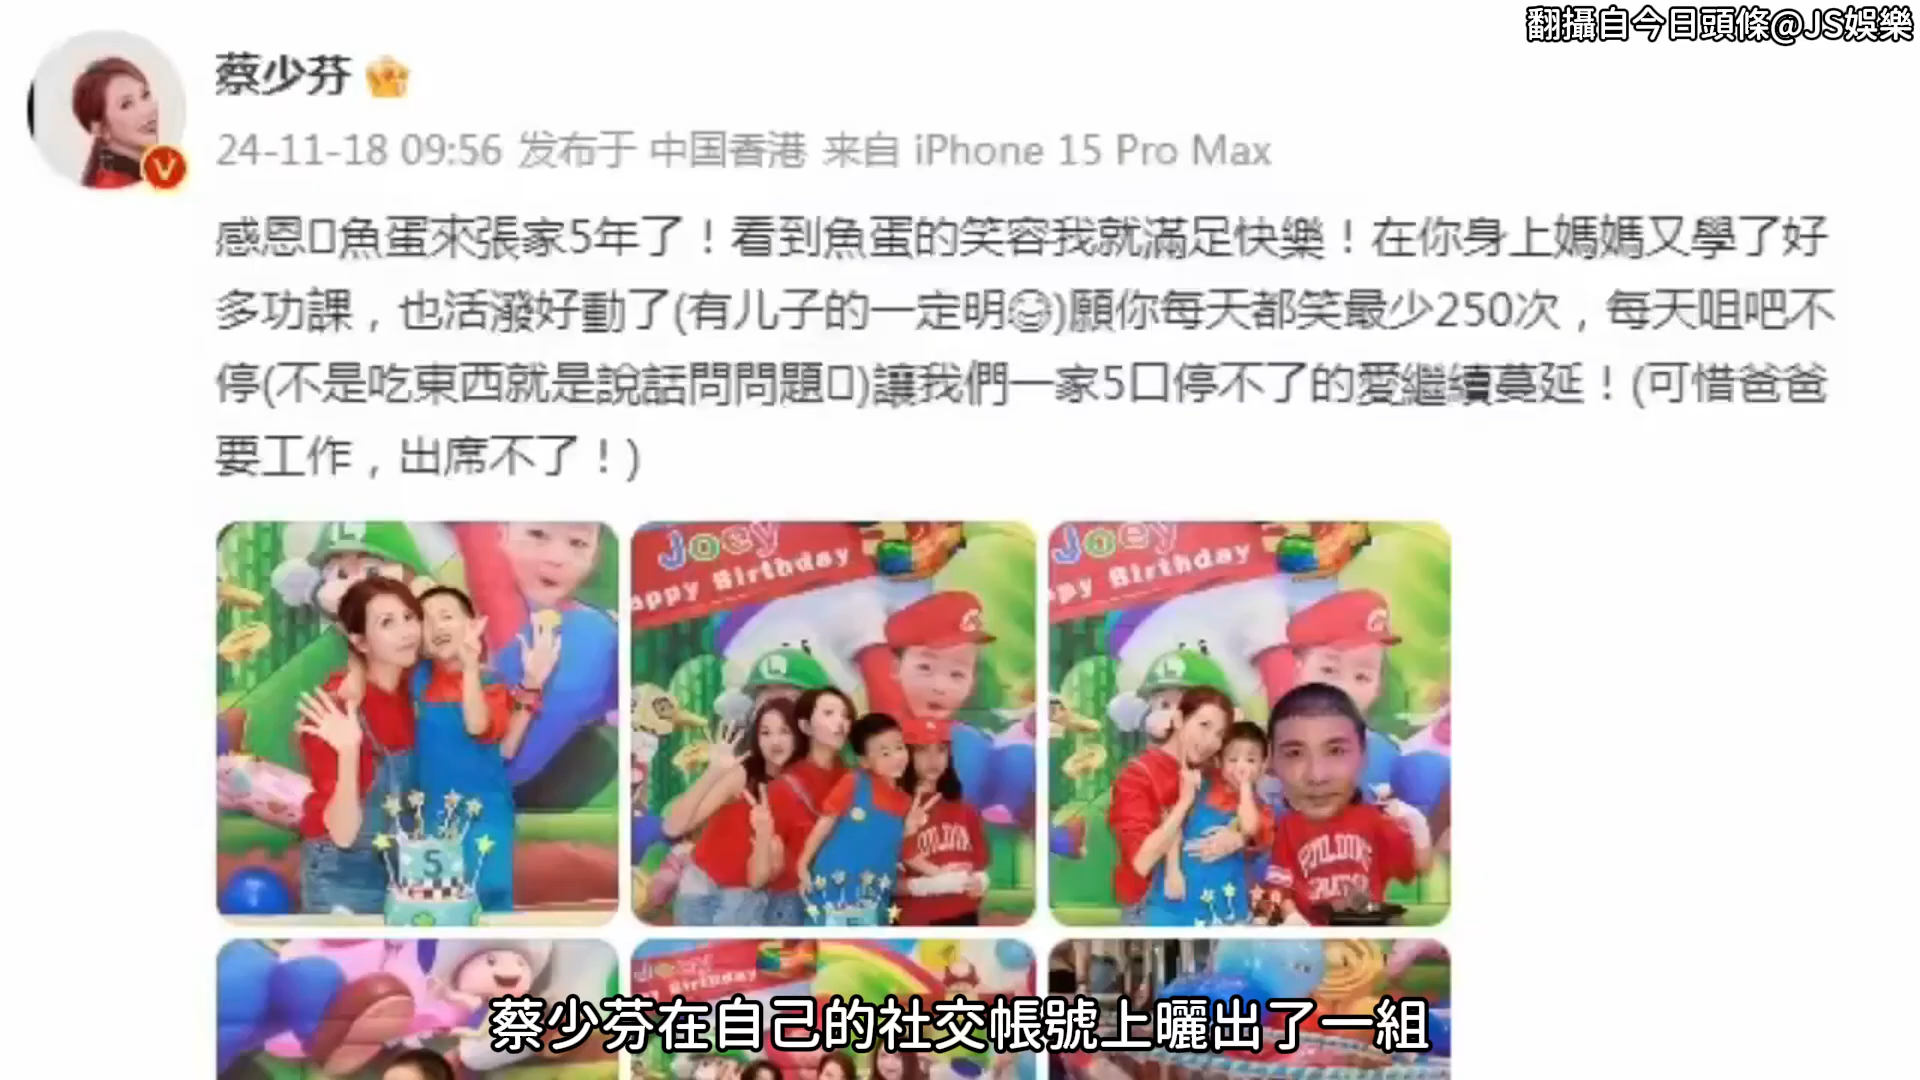 翻攝自今日頭條@JS娛樂
蔡少芬
24-11-18 09:56 发布于 中国香港 来自 iPhone 15 Pro Max
感恩▯魚蛋來張家5年了！看到魚蛋的笑容我就滿足快樂！在你身上媽媽又學了好
多功課，也活潑好動了(有儿子的一定明😂)願你每天都笑最少250次，每天咀吧不
停(不是吃東西就是說話問問題▯)讓我們一家5口停不了的愛繼續蔓延！(可惜爸爸
要工作，出席不了！)
L
5
Joey
appy Birthday
L
Joey
py Birthday
L
Birthday
蔡少芬在自己的社交帳號上曬出了一組